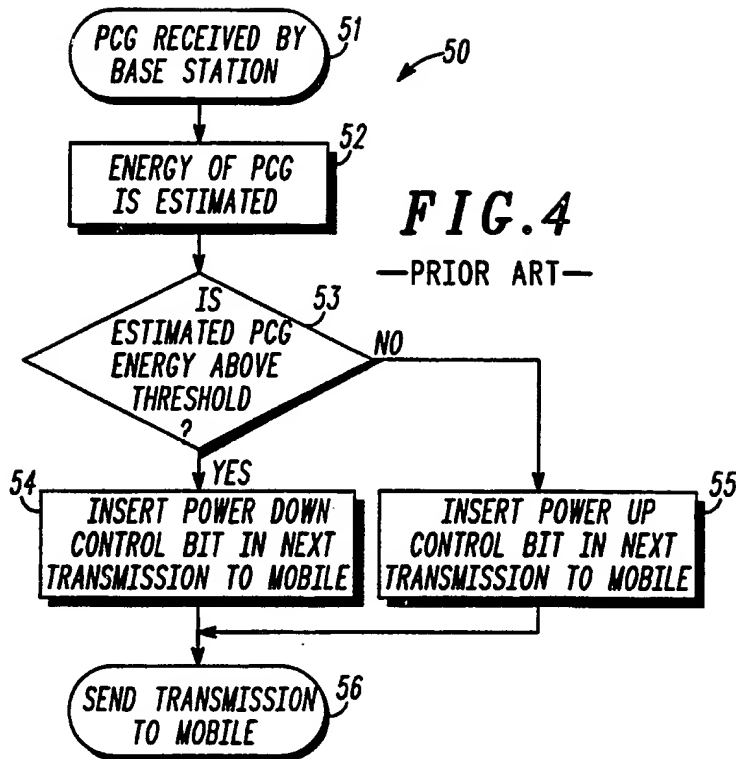 PCG RECEIVED BY
BASE STATION
51
50
ENERGY OF PCG
IS ESTIMATED
52
FIG.4
—PRIOR ART—
IS
ESTIMATED PCG
ENERGY ABOVE
THRESHOLD
?
53
NO
YES
54
INSERT POWER DOWN
CONTROL BIT IN NEXT
TRANSMISSION TO MOBILE
INSERT POWER UP
CONTROL BIT IN NEXT
TRANSMISSION TO MOBILE
55
SEND TRANSMISSION
TO MOBILE
56